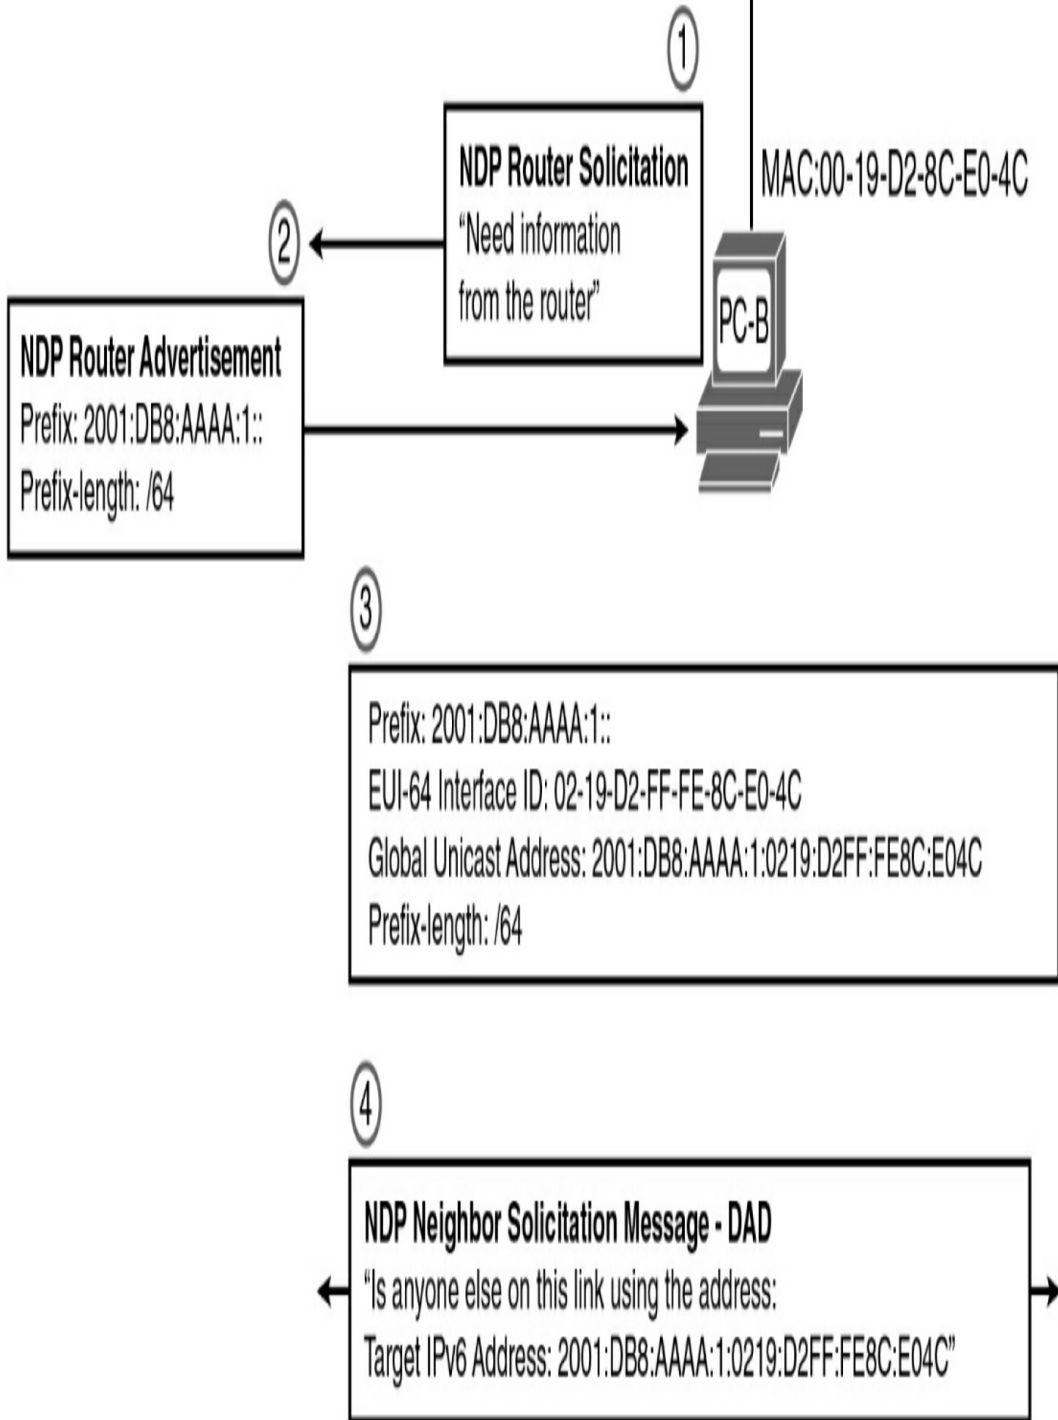 1
NDP Router Solicitation
“Need information
from the router”
MAC:00-19-D2-8C-E0-4C
PC-B
2
NDP Router Advertisement
Prefix: 2001:DB8:AAAA:1::
Prefix-length: /64
3
Prefix: 2001:DB8:AAAA:1::
EUI-64 Interface ID: 02-19-D2-FF-FE-8C-E0-4C
Global Unicast Address: 2001:DB8:AAAA:1:0219:D2FF:FE8C:E04C
Prefix-length: /64
4
NDP Neighbor Solicitation Message - DAD
“Is anyone else on this link using the address:
Target IPv6 Address: 2001:DB8:AAAA:1:0219:D2FF:FE8C:E04C”